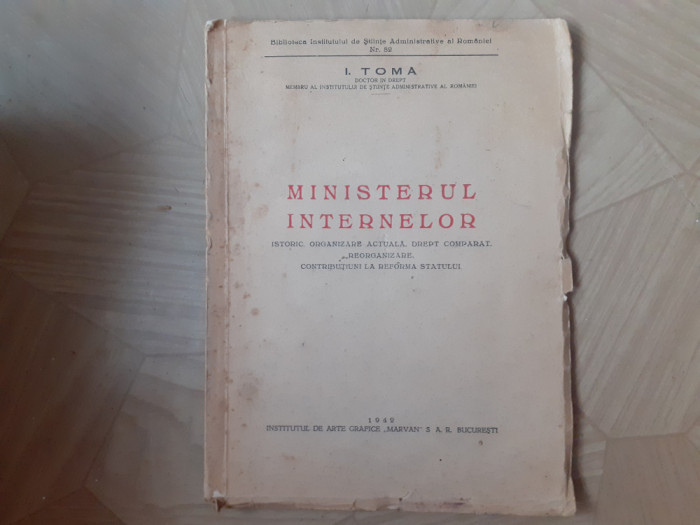 Biblioteca Institutului de Științe Administrative al României
Nr. 52
I. TOMA
DOCTOR IN DREPT
MEMBRU AL INSTITUTULUI DE ȘTIINȚE ADMINISTRATIVE AL ROMÂNIEI
MINISTERUL
INTERNELOR
ISTORIC, ORGANIZARE ACTUALĂ, DREPT COMPARAT,
REORGANIZARE.
CONTRIBUȚIUNI LA REFORMA STATULUI.
INSTITUTUL DE ARTE GRAFICE „MARVAN" S. A. R. BUCUREȘTI